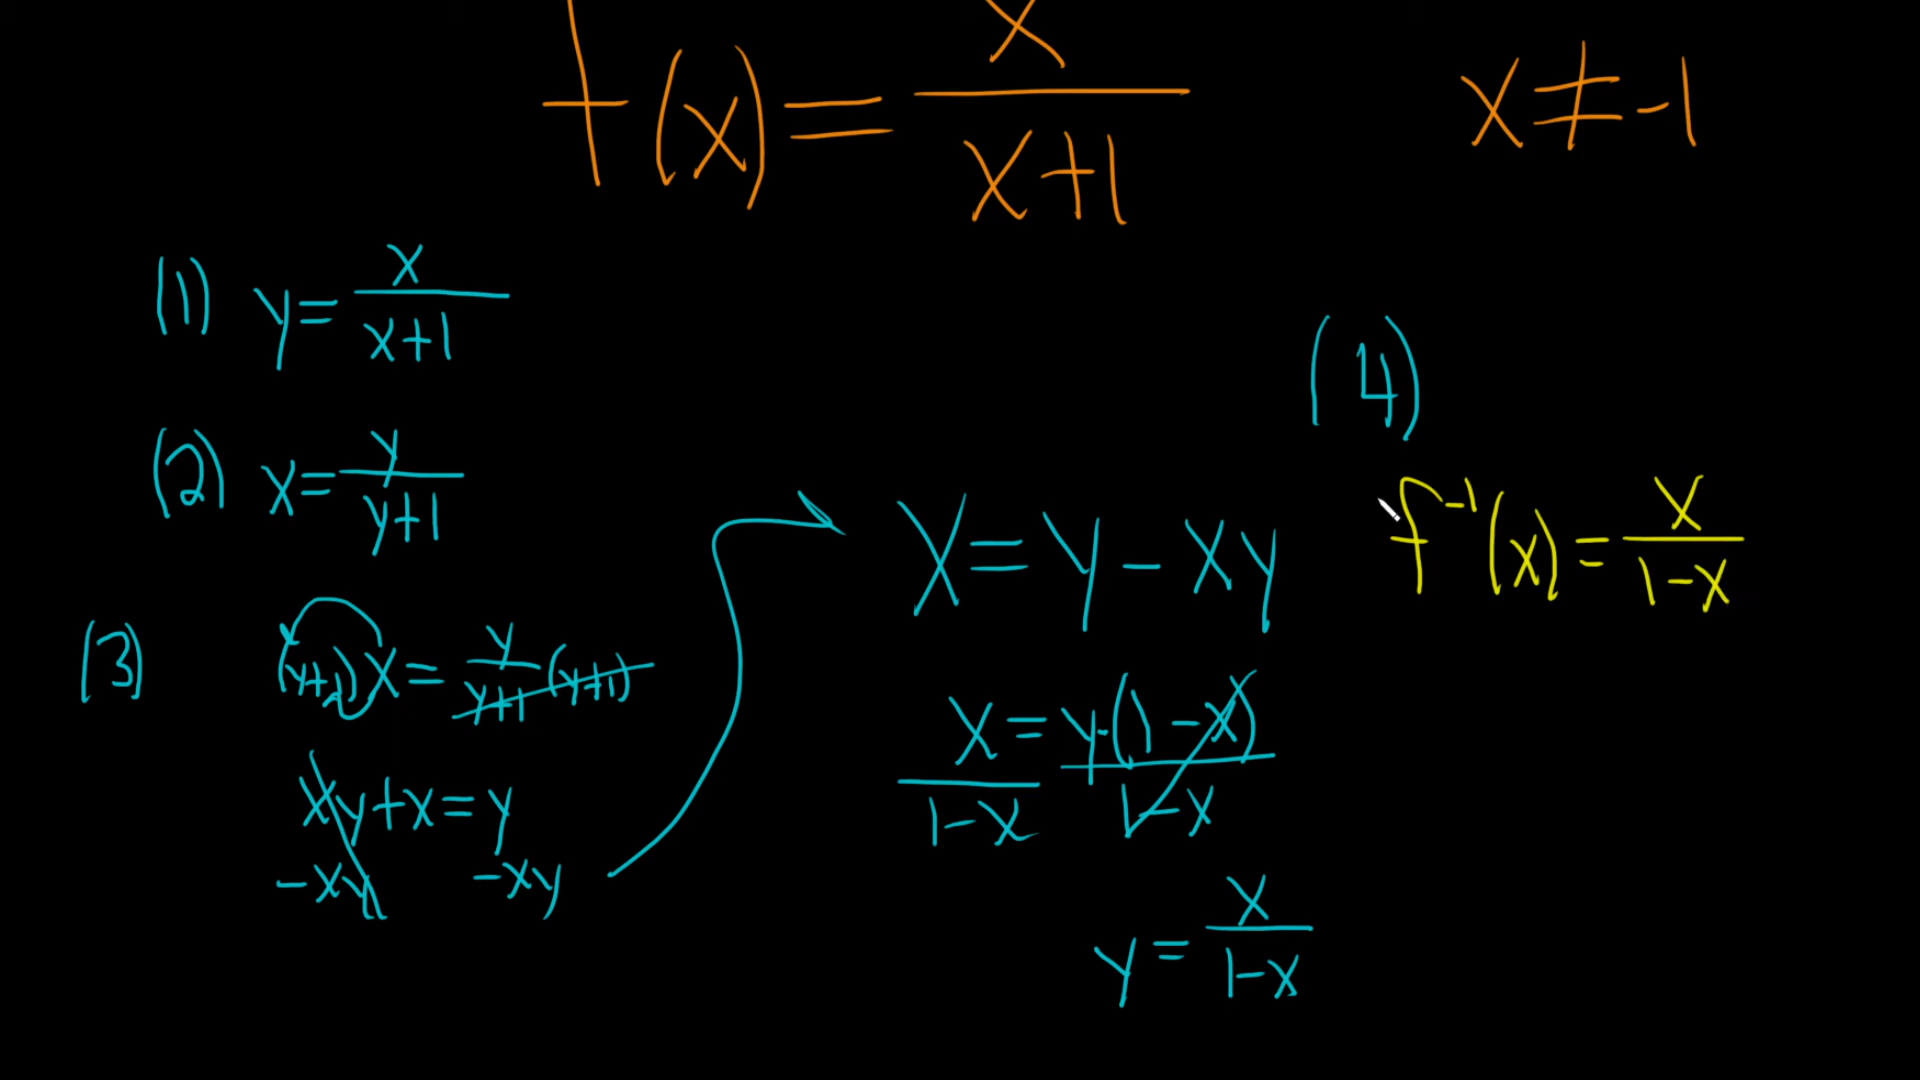 f(x) = x/(x+1)
x ≠ -1
(1) y = x/(x+1)
(2) x = y/(y+1)
(3) (y+1)x = y/(y+1) (y+1)
xy + x = y
-xy -xy
x = y - xy
x/(1-x) = y·(1-x)/(1-x)
y = x/(1-x)
(4)
f⁻¹(x) = x/(1-x)